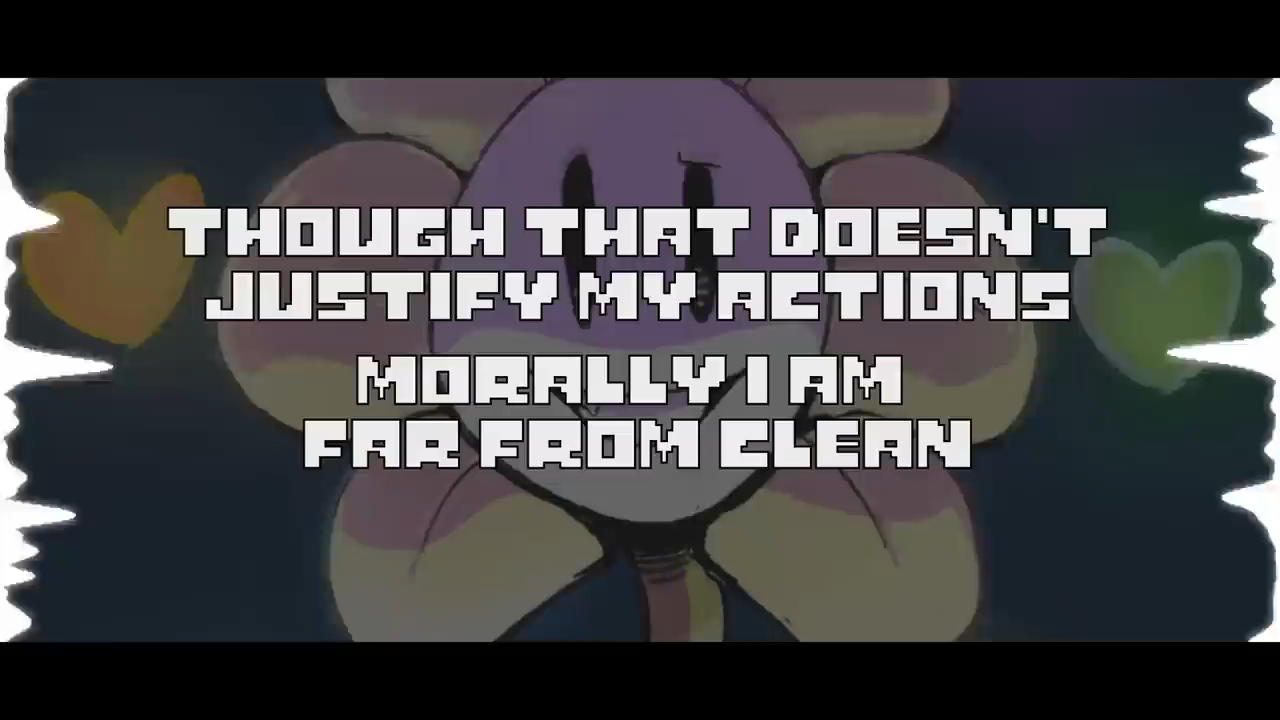 THOUGH THAT DOESN'T
JUSTIFY MY ACTIONS
MORALLY I AM
FAR FROM CLEAN